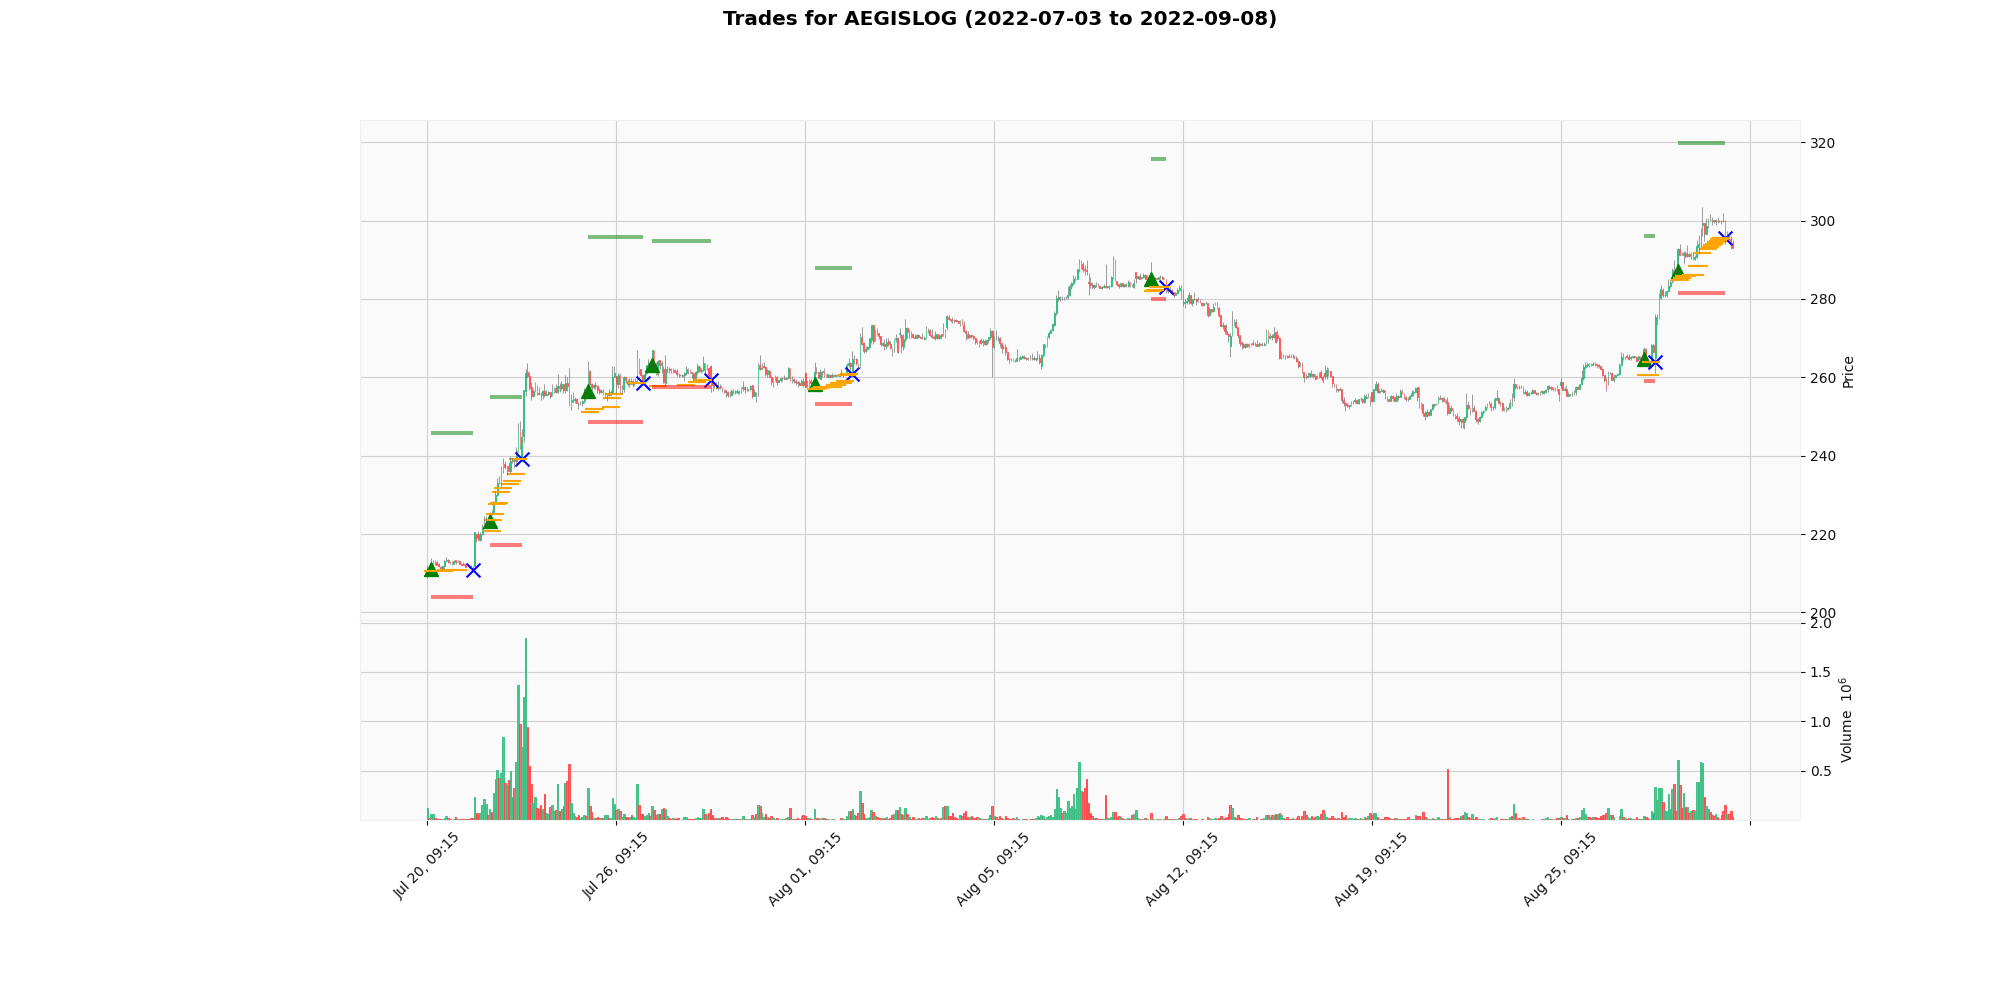 Trades for AEGISLOG (2022-07-03 to 2022-09-08)
320
300
280
260
240
220
200
Price
2.0
1.5
1.0
0.5
Volume 10⁶
Jul 20, 09:15
Jul 26, 09:15
Aug 01, 09:15
Aug 05, 09:15
Aug 12, 09:15
Aug 19, 09:15
Aug 25, 09:15